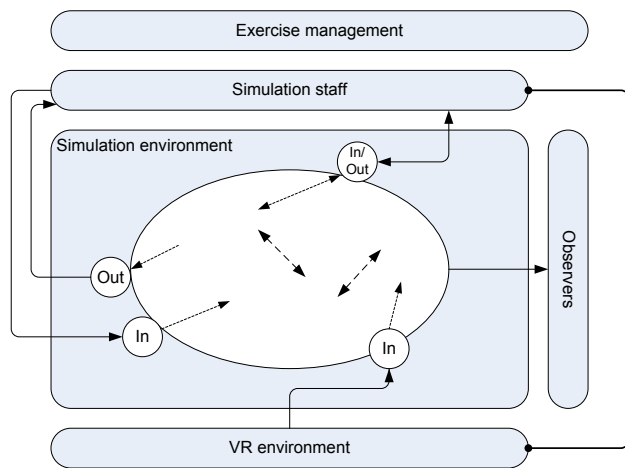 Exercise management
Simulation staff
Simulation environment
In/
Out
Out
In
In
Observers
VR environment